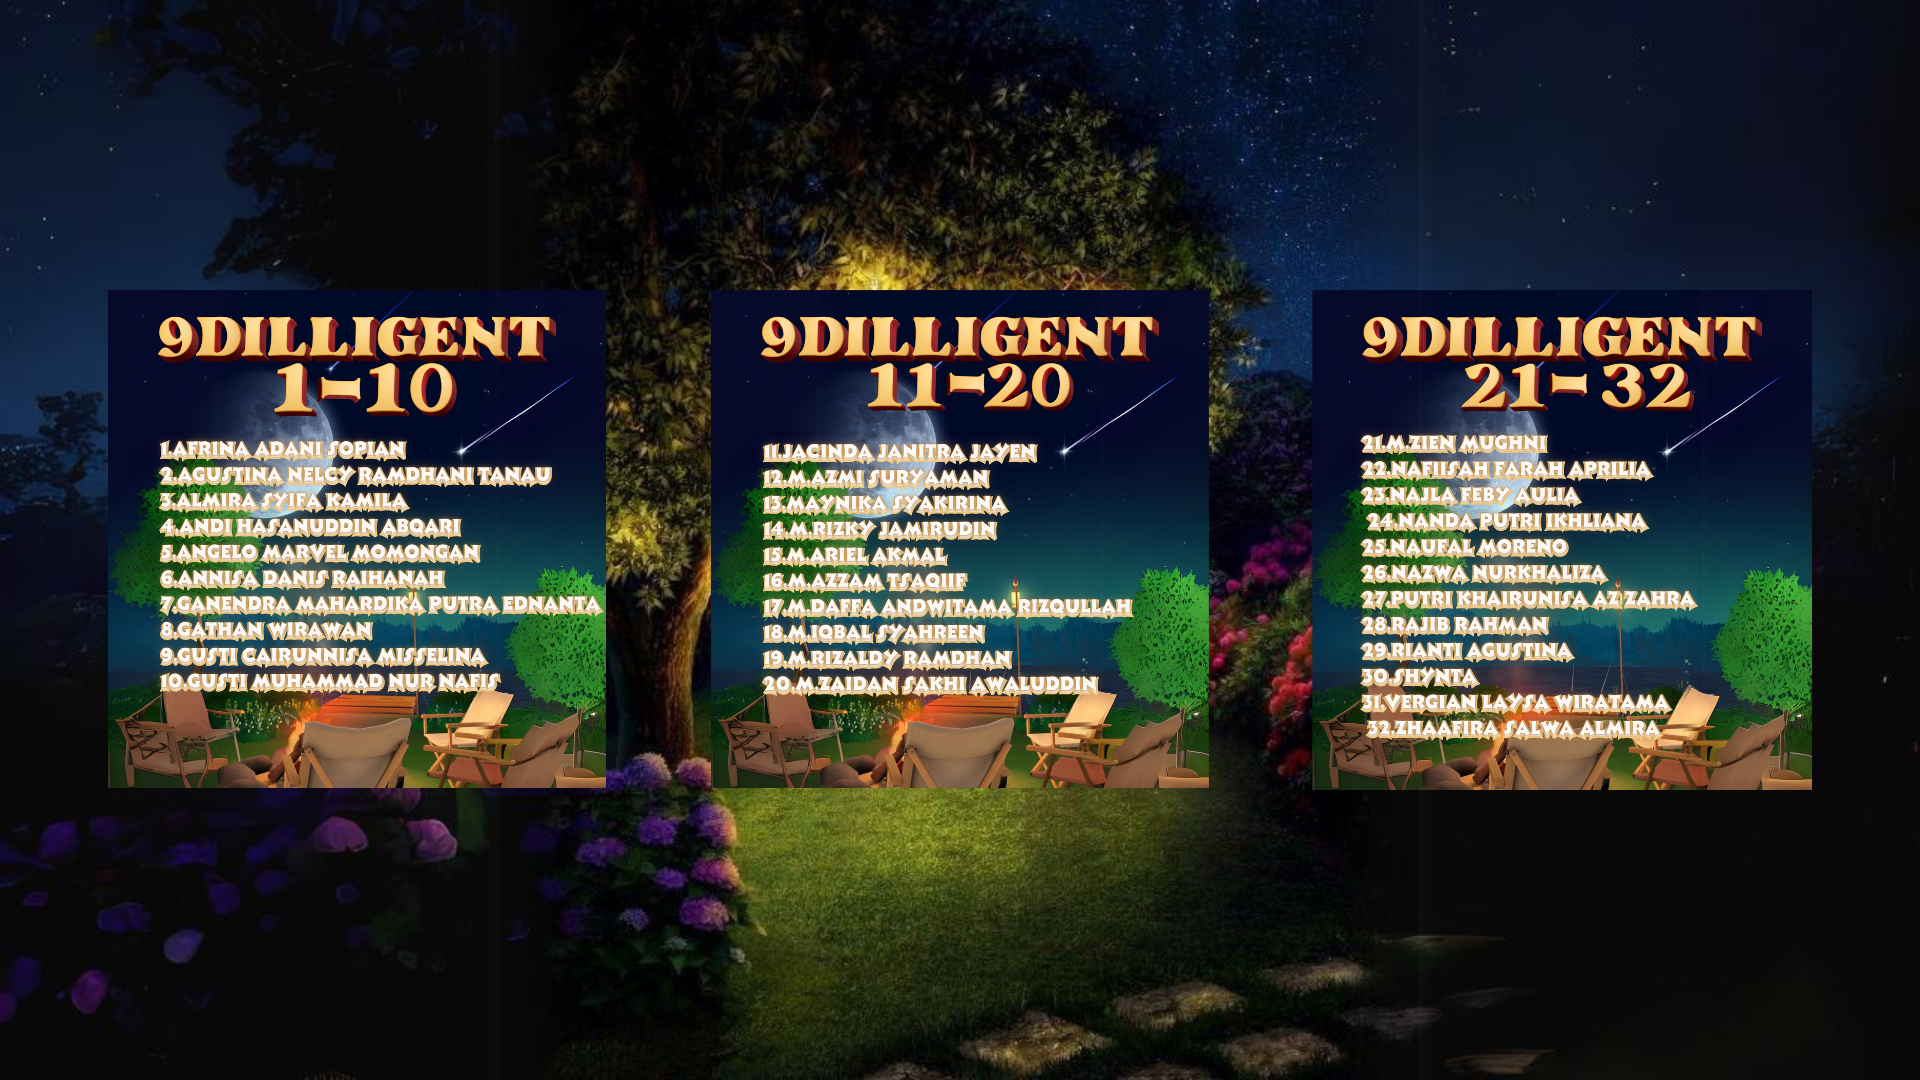 9DILLIGENT
1-10
1.AFRINA ADANI SOPIAN
2.AGUSTINA NELCY RAMDHANI TANAU
3.ALMIRA SYIFA KAMILA
4.ANDI HASANUDDIN ABQARI
5.ANGELO MARVEL MOMONGAN
6.ANNISA DANIS RAIHANAH
7.GANENDRA MAHARDIKA PUTRA EDNANTA
8.GATHAN WIRAWAN
9.GUSTI CAIRUNNISA MISSELINA
10.GUSTI MUHAMMAD NUR NAFIS
9DILLIGENT
11-20
11.JACINDA JANITRA JAYEN
12.M.AZMI SURYAMAN
13.MAYNIKA SYAKIRINA
14.M.RIZKY JAMIRUDIN
15.M.ARIEL AKMAL
16.M.AZZAM TSAQIIF
17.M.DAFFA ANDWITAMA RIZQULLAH
18.M.IQBAL SYAHREEN
19.M.RIZALDY RAMDHAN
20.M.ZAIDAN SAKHI AWALUDDIN
9DILLIGENT
21-32
21.M.ZIEN MUGHNI
22.NAFIISAH FARAH APRILIA
23.NAJLA FEBY AULIA
24.NANDA PUTRI IKHLIANA
25.NAUFAL MORENO
26.NAZWA NURKHALIZA
27.PUTRI KHAIRUNISA AZ ZAHRA
28.RAJIB RAHMAN
29.RIANTI AGUSTINA
30.SHYNTA
31.VERGIAN LAYSA WIRATAMA
32.ZHAAFIRA SALWA ALMIRA